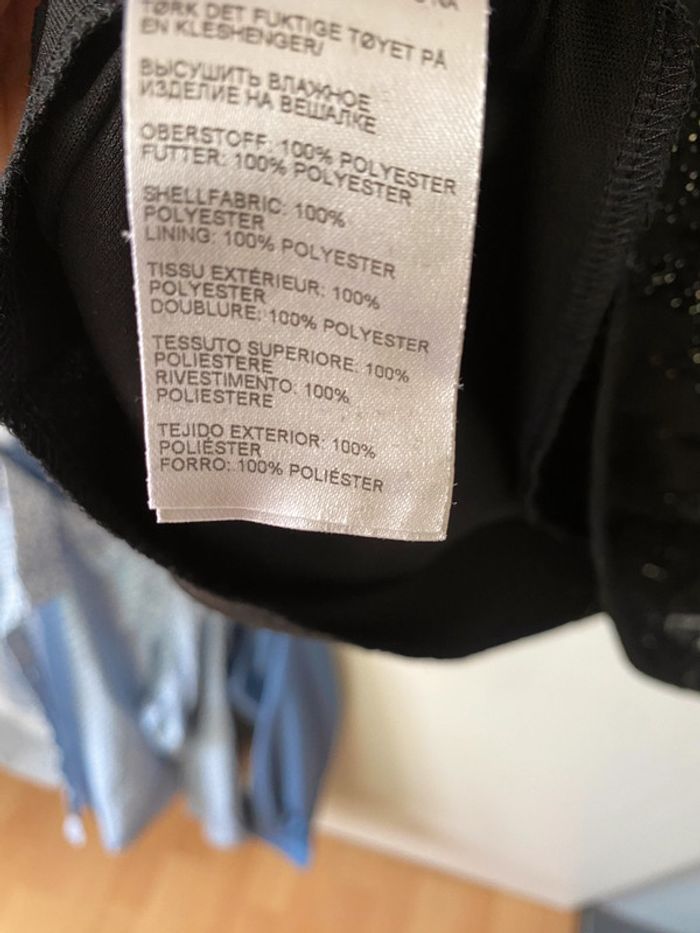 TØRK DET FUKTIGE TØYET PÅ
EN KLESHENGER/
ВЫСУШИТЬ ВЛАЖНОЕ
ИЗДЕЛИЕ НА ВЕШАЛКЕ
OBERSTOFF: 100% POLYESTER
FUTTER: 100% POLYESTER
SHELLFABRIC: 100%
POLYESTER
LINING: 100% POLYESTER
TISSU EXTÉRIEUR: 100%
POLYESTER
DOUBLURE: 100% POLYESTER
TESSUTO SUPERIORE: 100%
POLIESTERE
RIVESTIMENTO: 100%
POLIESTERE
TEJIDO EXTERIOR: 100%
POLIÉSTER
FORRO: 100% POLIÉSTER